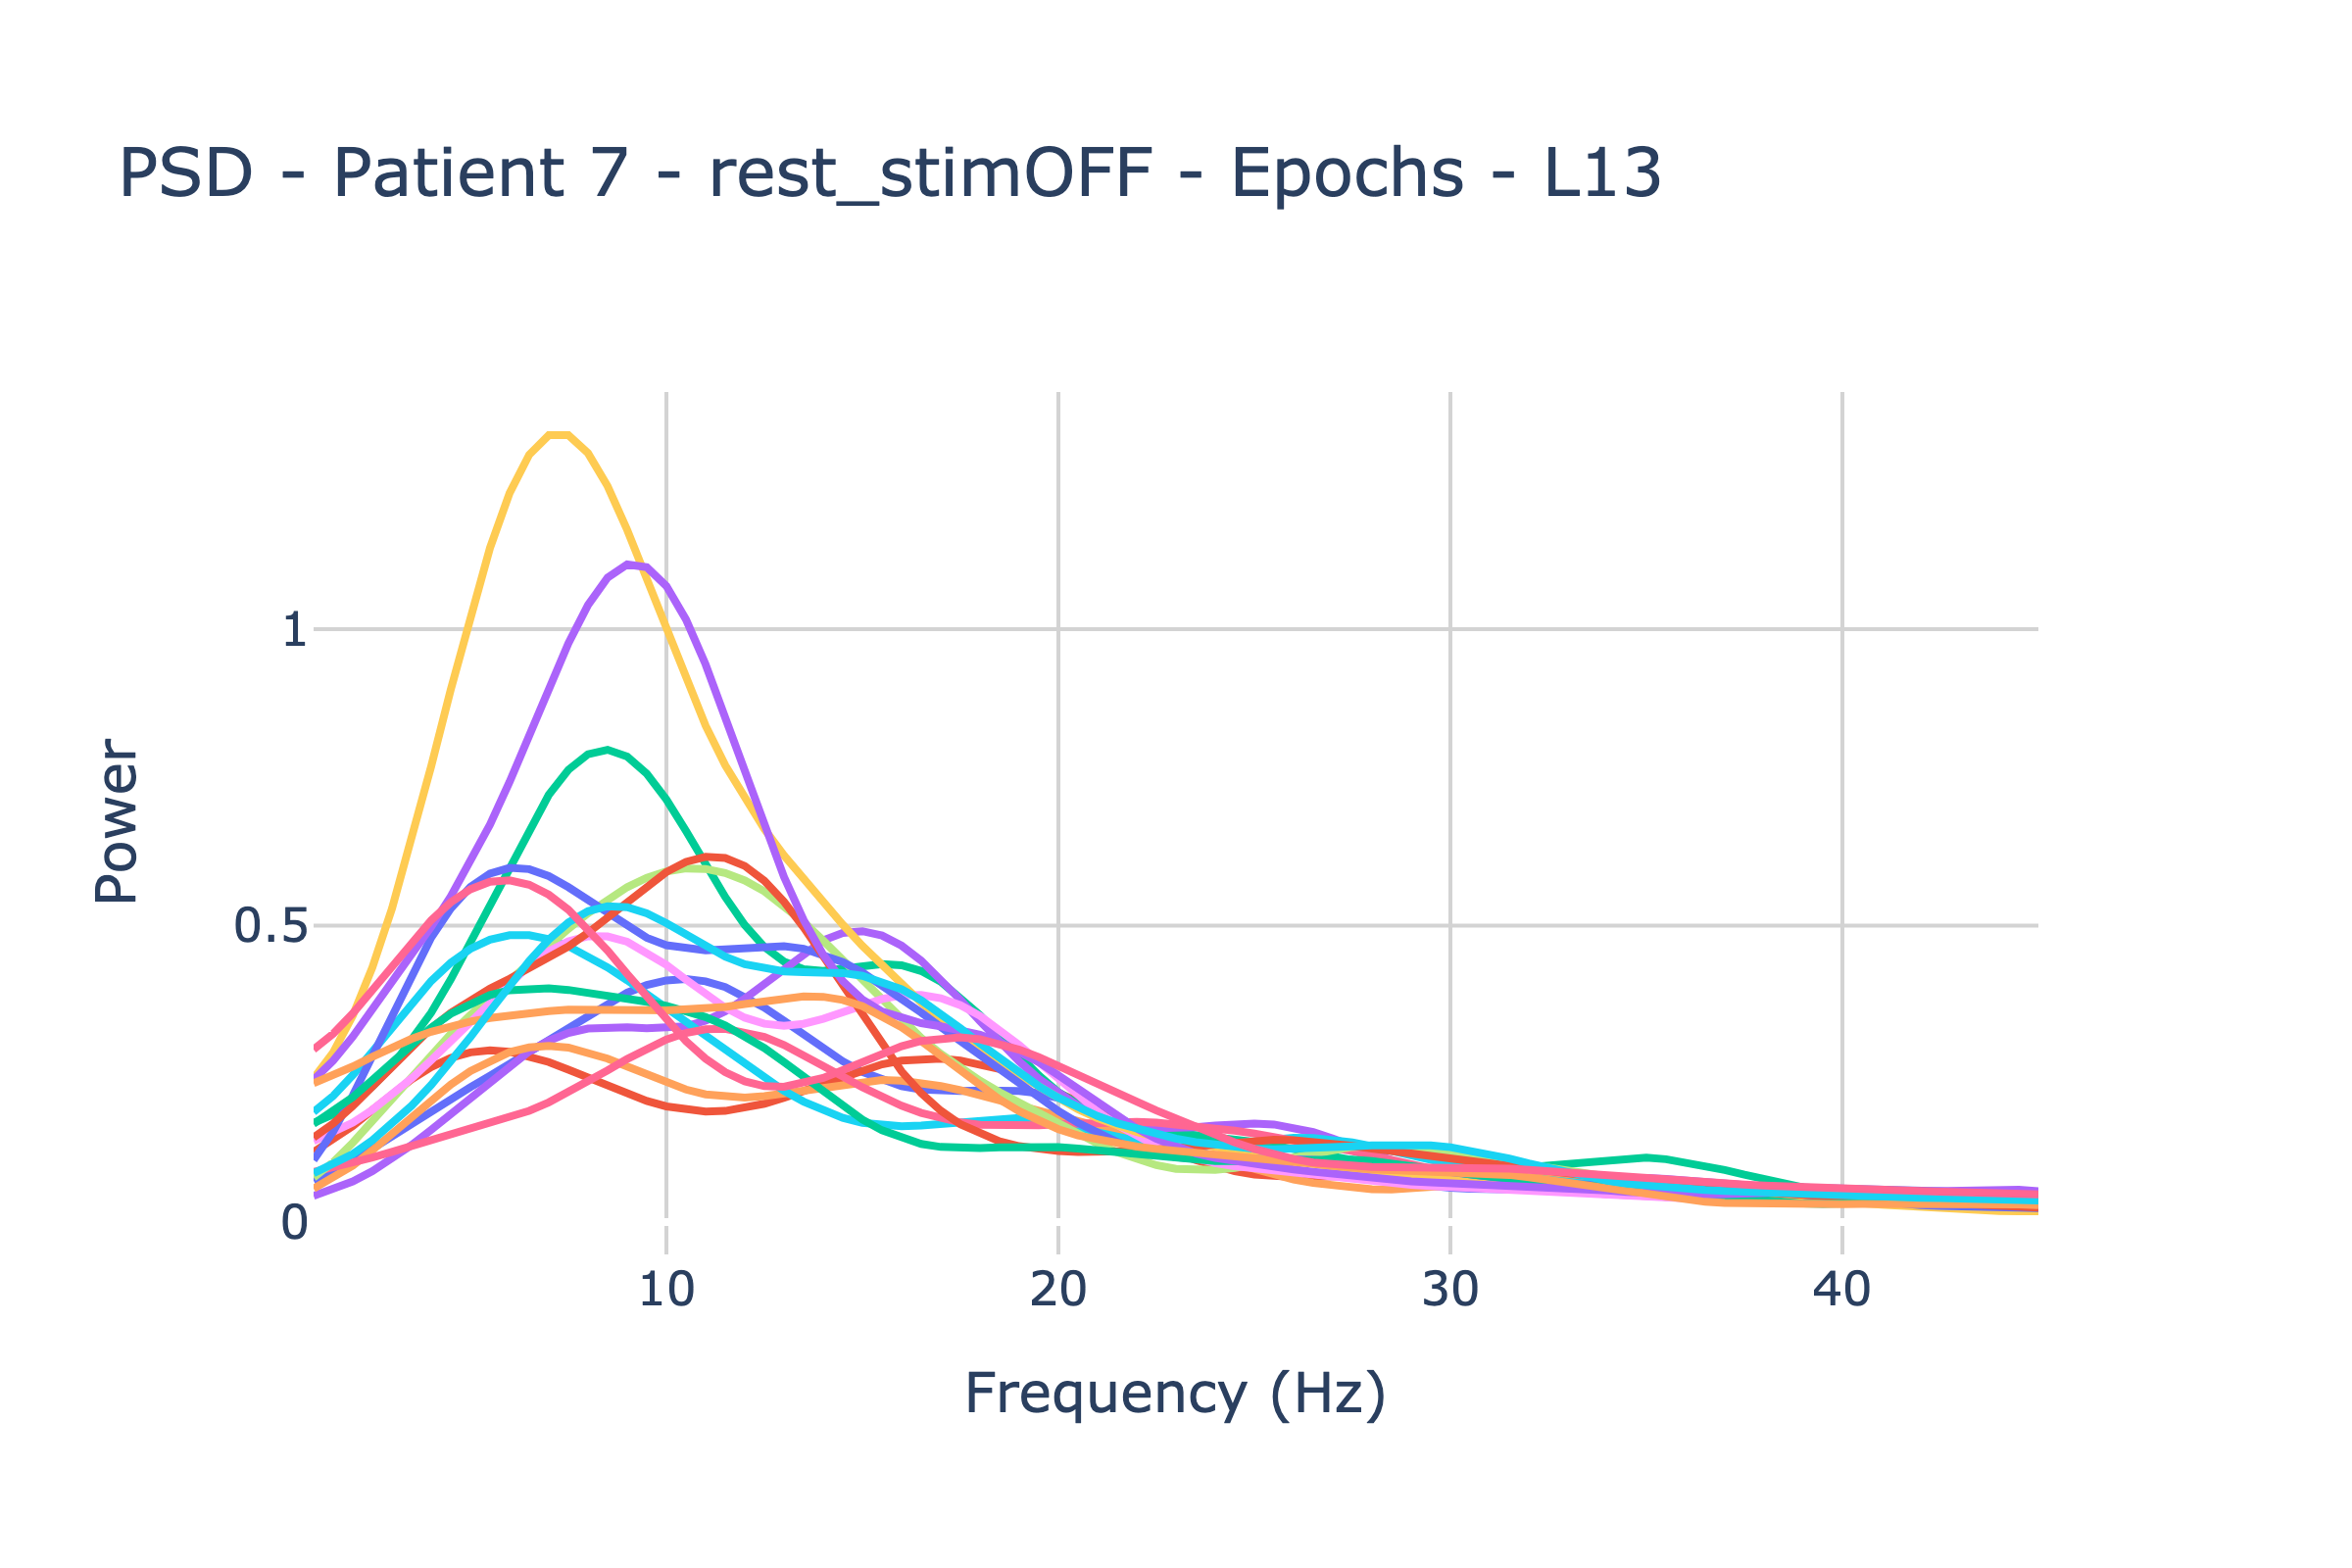 PSD - Patient 7 - rest_stimOFF - Epochs - L13
1
0.5
0
Power
10 20 30 40
Frequency (Hz)